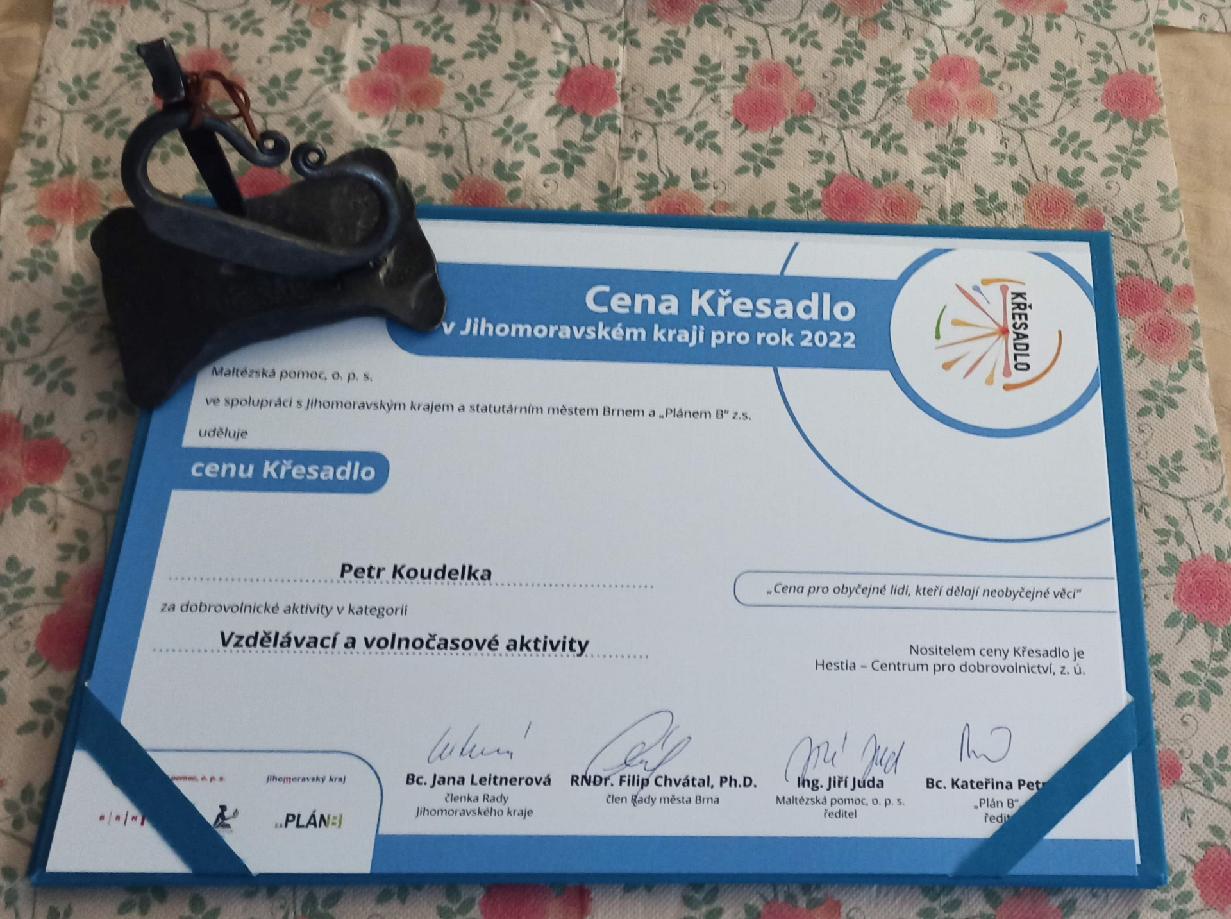 Cena Křesadlo
v Jihomoravském kraji pro rok 2022
KŘESADLO
Maltézská pomoc, o. p. s.
ve spolupráci s Jihomoravským krajem a statutárním městem Brnem a „Plánem B“ z.s.
uděluje
cenu Křesadlo
Petr Koudelka
„Cena pro obyčejné lidi, kteří dělají neobyčejné věci“
za dobrovolnické aktivity v kategorii
Vzdělávací a volnočasové aktivity
Nositelem ceny Křesadlo je
Hestia – Centrum pro dobrovolnictví, z. ú.
Bc. Jana Leitnerová
členka Rady
Jihomoravského kraje
RNDr. Filip Chvátal, Ph.D.
člen Rady města Brna
Ing. Jiří Juda
Maltézská pomoc, o. p. s.
ředitel
Bc. Kateřina
„Plán B“
pomoc, o. p. s.
jihomoravský kraj
PLÁN B